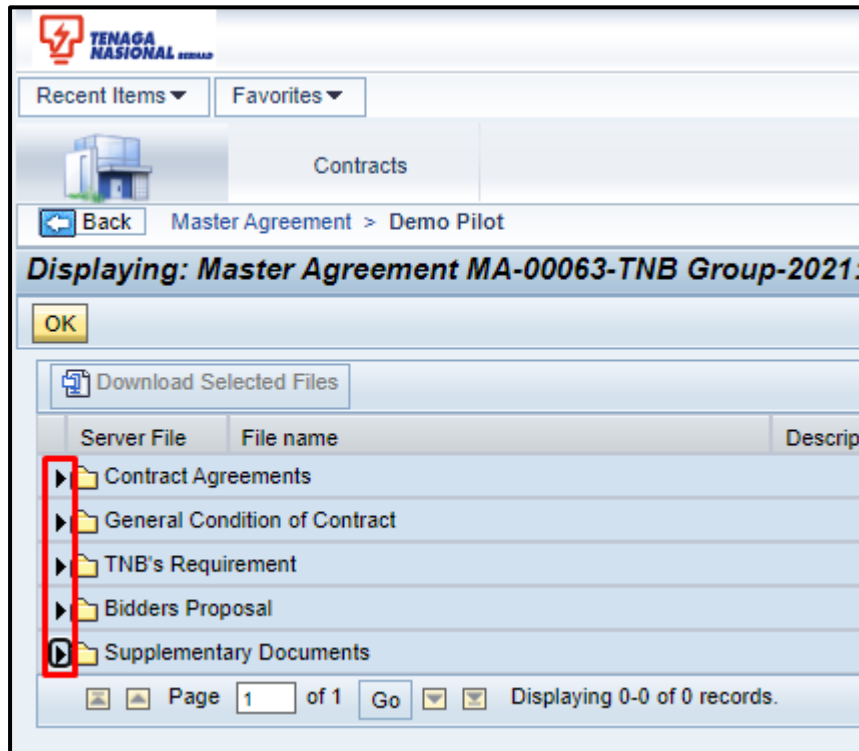 TENAGA
NASIONAL BERHAD
Recent Items Favorites
Contracts
Back Master Agreement > Demo Pilot
Displaying: Master Agreement MA-00063-TNB Group-2021:
OK
Download Selected Files
Server File File name Descrip
Contract Agreements
General Condition of Contract
TNB's Requirement
Bidders Proposal
Supplementary Documents
Page 1 of 1 Go Displaying 0-0 of 0 records.